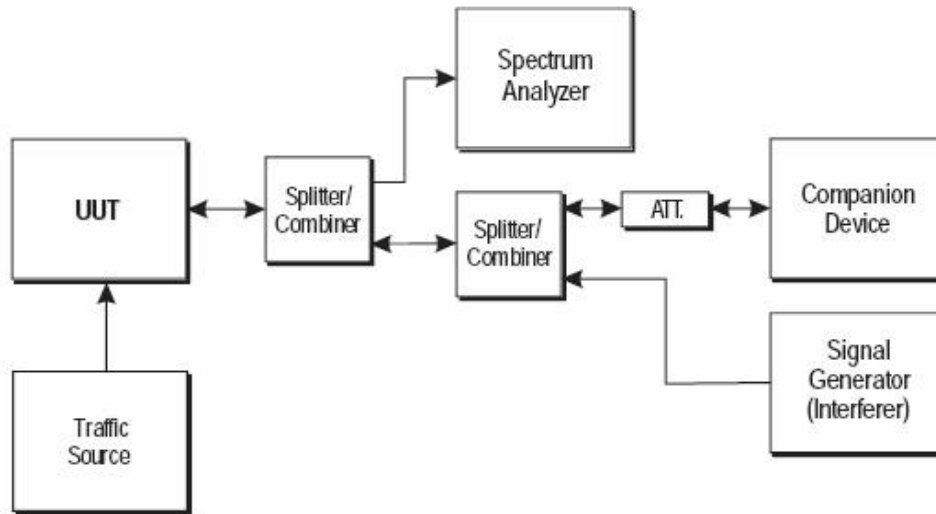 Spectrum
Analyzer
UUT
Splitter/
Combiner
Splitter/
Combiner
ATT.
Companion
Device
Signal
Generator
(Interferer)
Traffic
Source